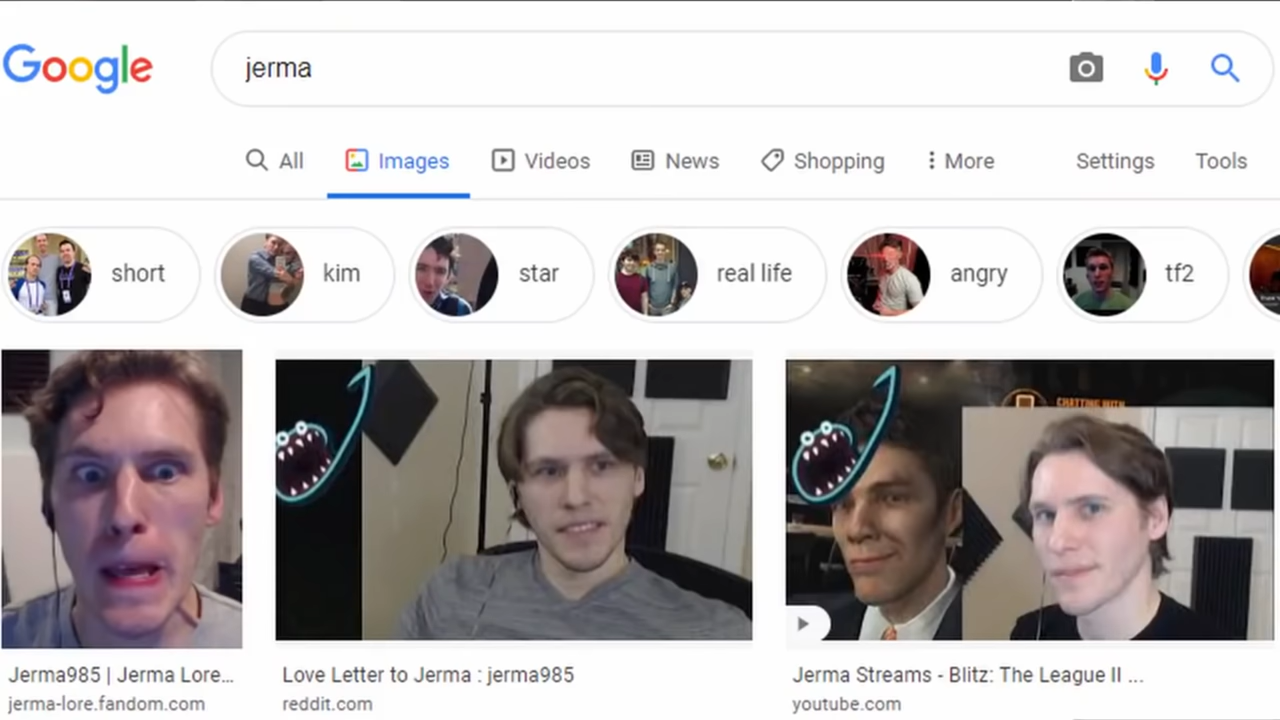 Google
jerma
All Images Videos News Shopping More Settings Tools
short kim star real life angry tf2
CHATTING WITH
Jerma985 | Jerma Lore... Love Letter to Jerma : jerma985 Jerma Streams - Blitz: The League II ...
jerma-lore.fandom.com reddit.com youtube.com